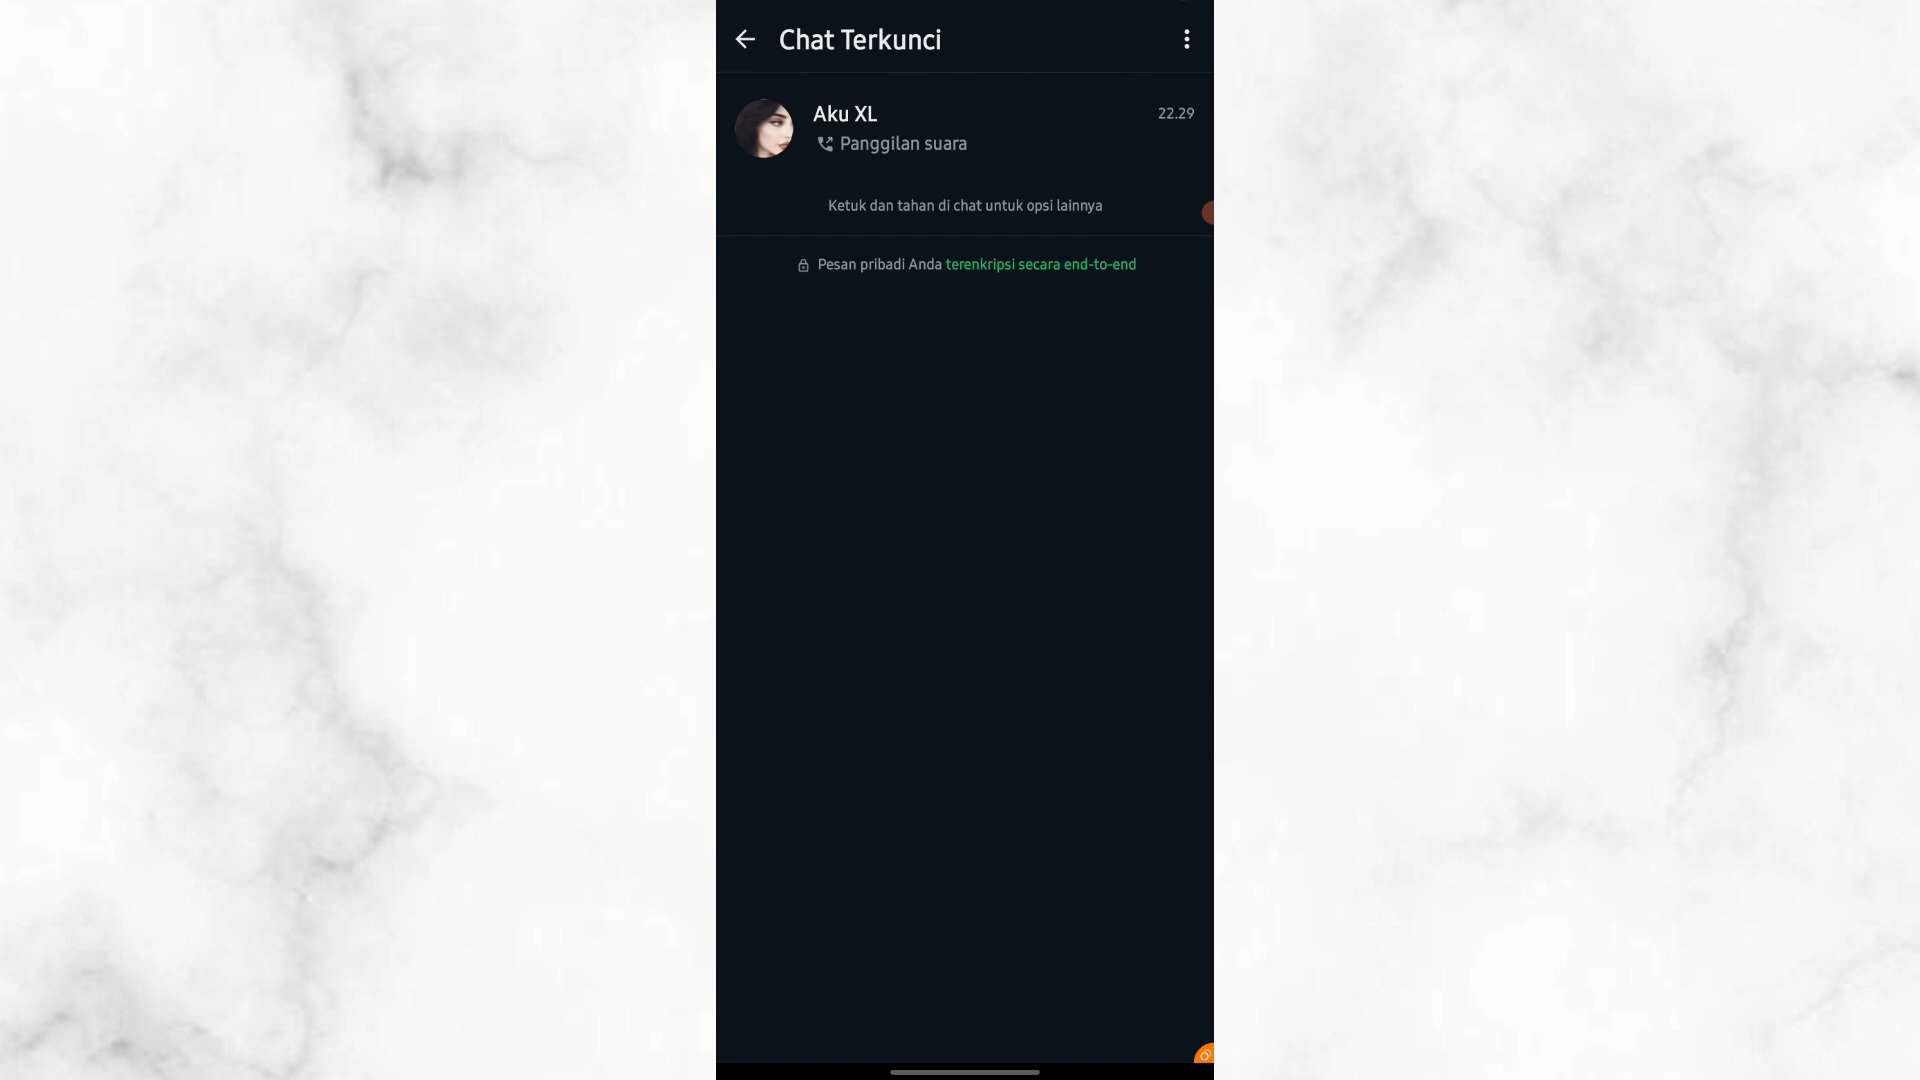 Chat Terkunci
Aku XL
22.29
Panggilan suara
Ketuk dan tahan di chat untuk opsi lainnya
Pesan pribadi Anda terenkripsi secara end-to-end